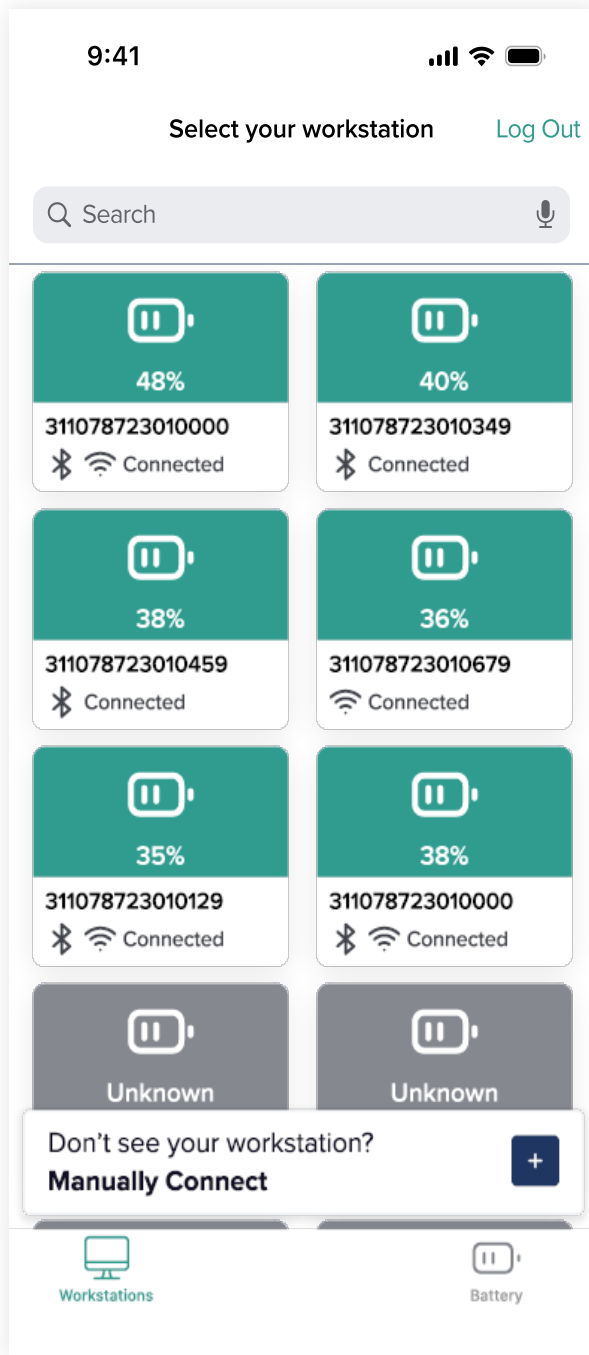 9:41
Select your workstation
Log Out
Search
48%
40%
311078723010000
311078723010349
Connected
Connected
38%
36%
311078723010459
311078723010679
Connected
Connected
35%
38%
311078723010129
311078723010000
Connected
Connected
Unknown
Unknown
Don't see your workstation?
Manually Connect
Workstations
Battery